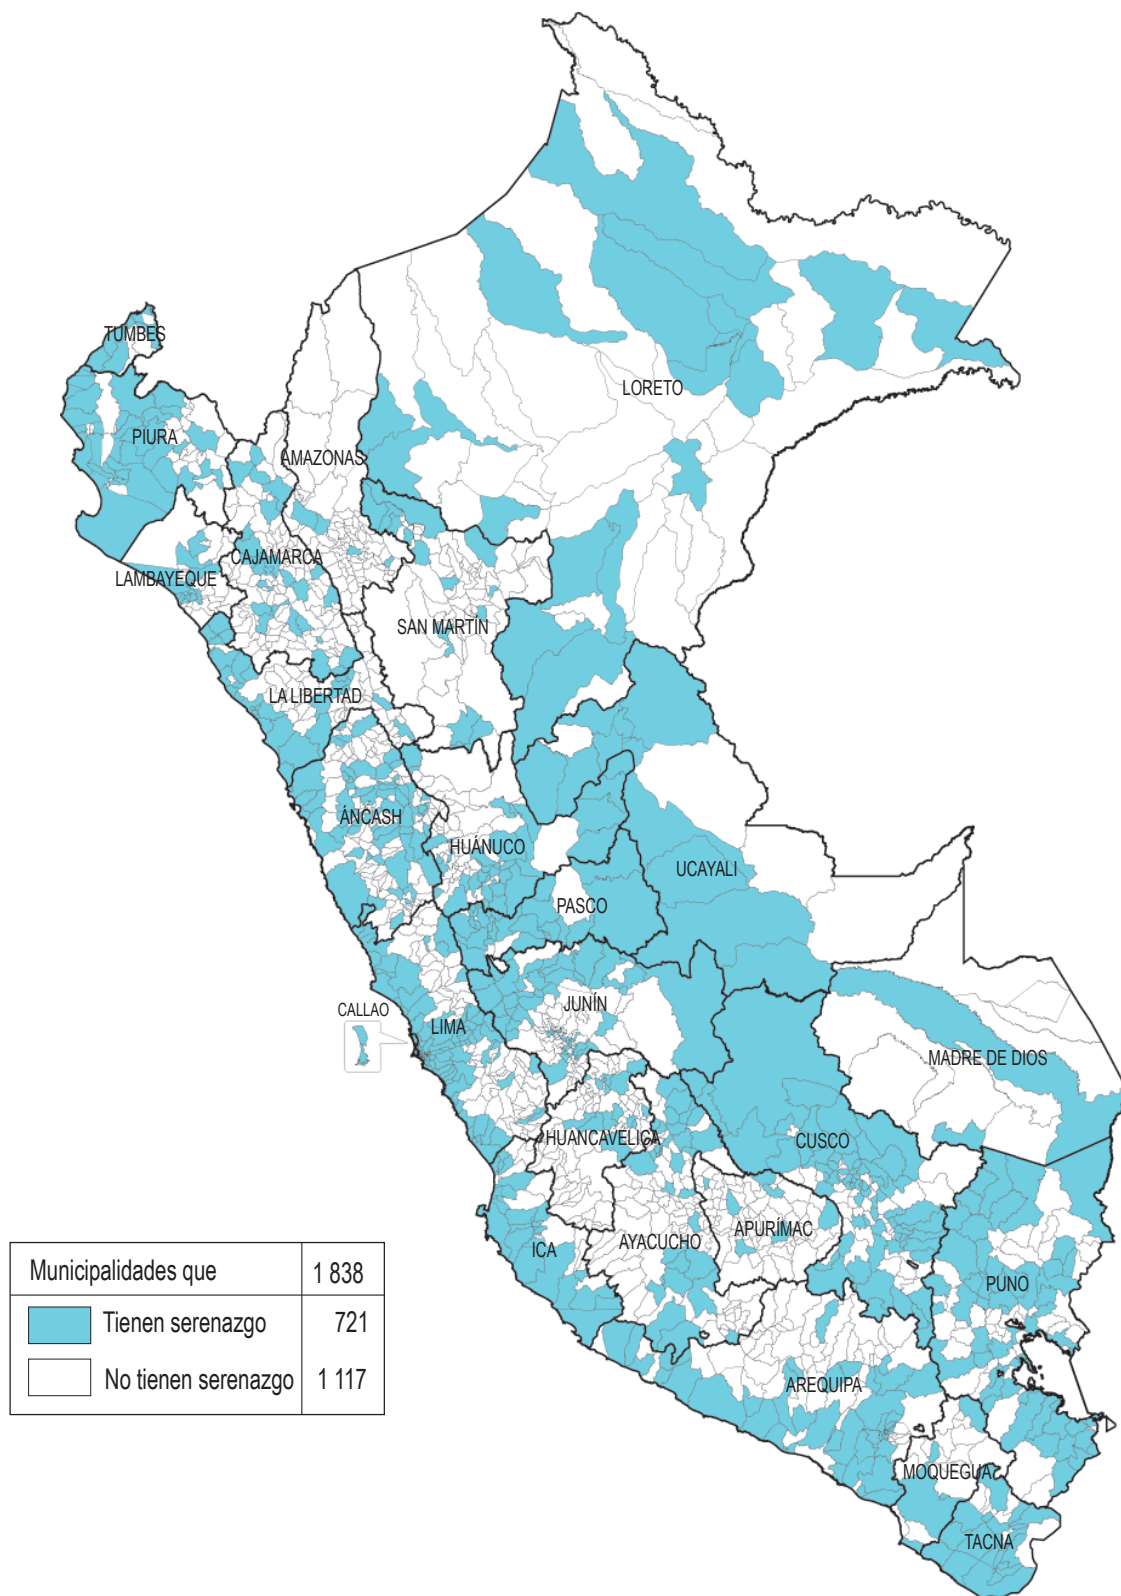 TUMBES
LORETO
PIURA
AMAZONAS
CAJAMARCA
LAMBAYEQUE
SAN MARTÍN
LA LIBERTAD
ÁNCASH
HUÁNUCO
UCAYALI
PASCO
JUNÍN
CALLAO
LIMA
MADRE DE DIOS
HUANCAVELICA
CUSCO
APURÍMAC
AYACUCHO
ICA
PUNO
AREQUIPA
MOQUEGUA
TACNA
Municipalidades que 1 838
Tienen serenazgo 721
No tienen serenazgo 1 117